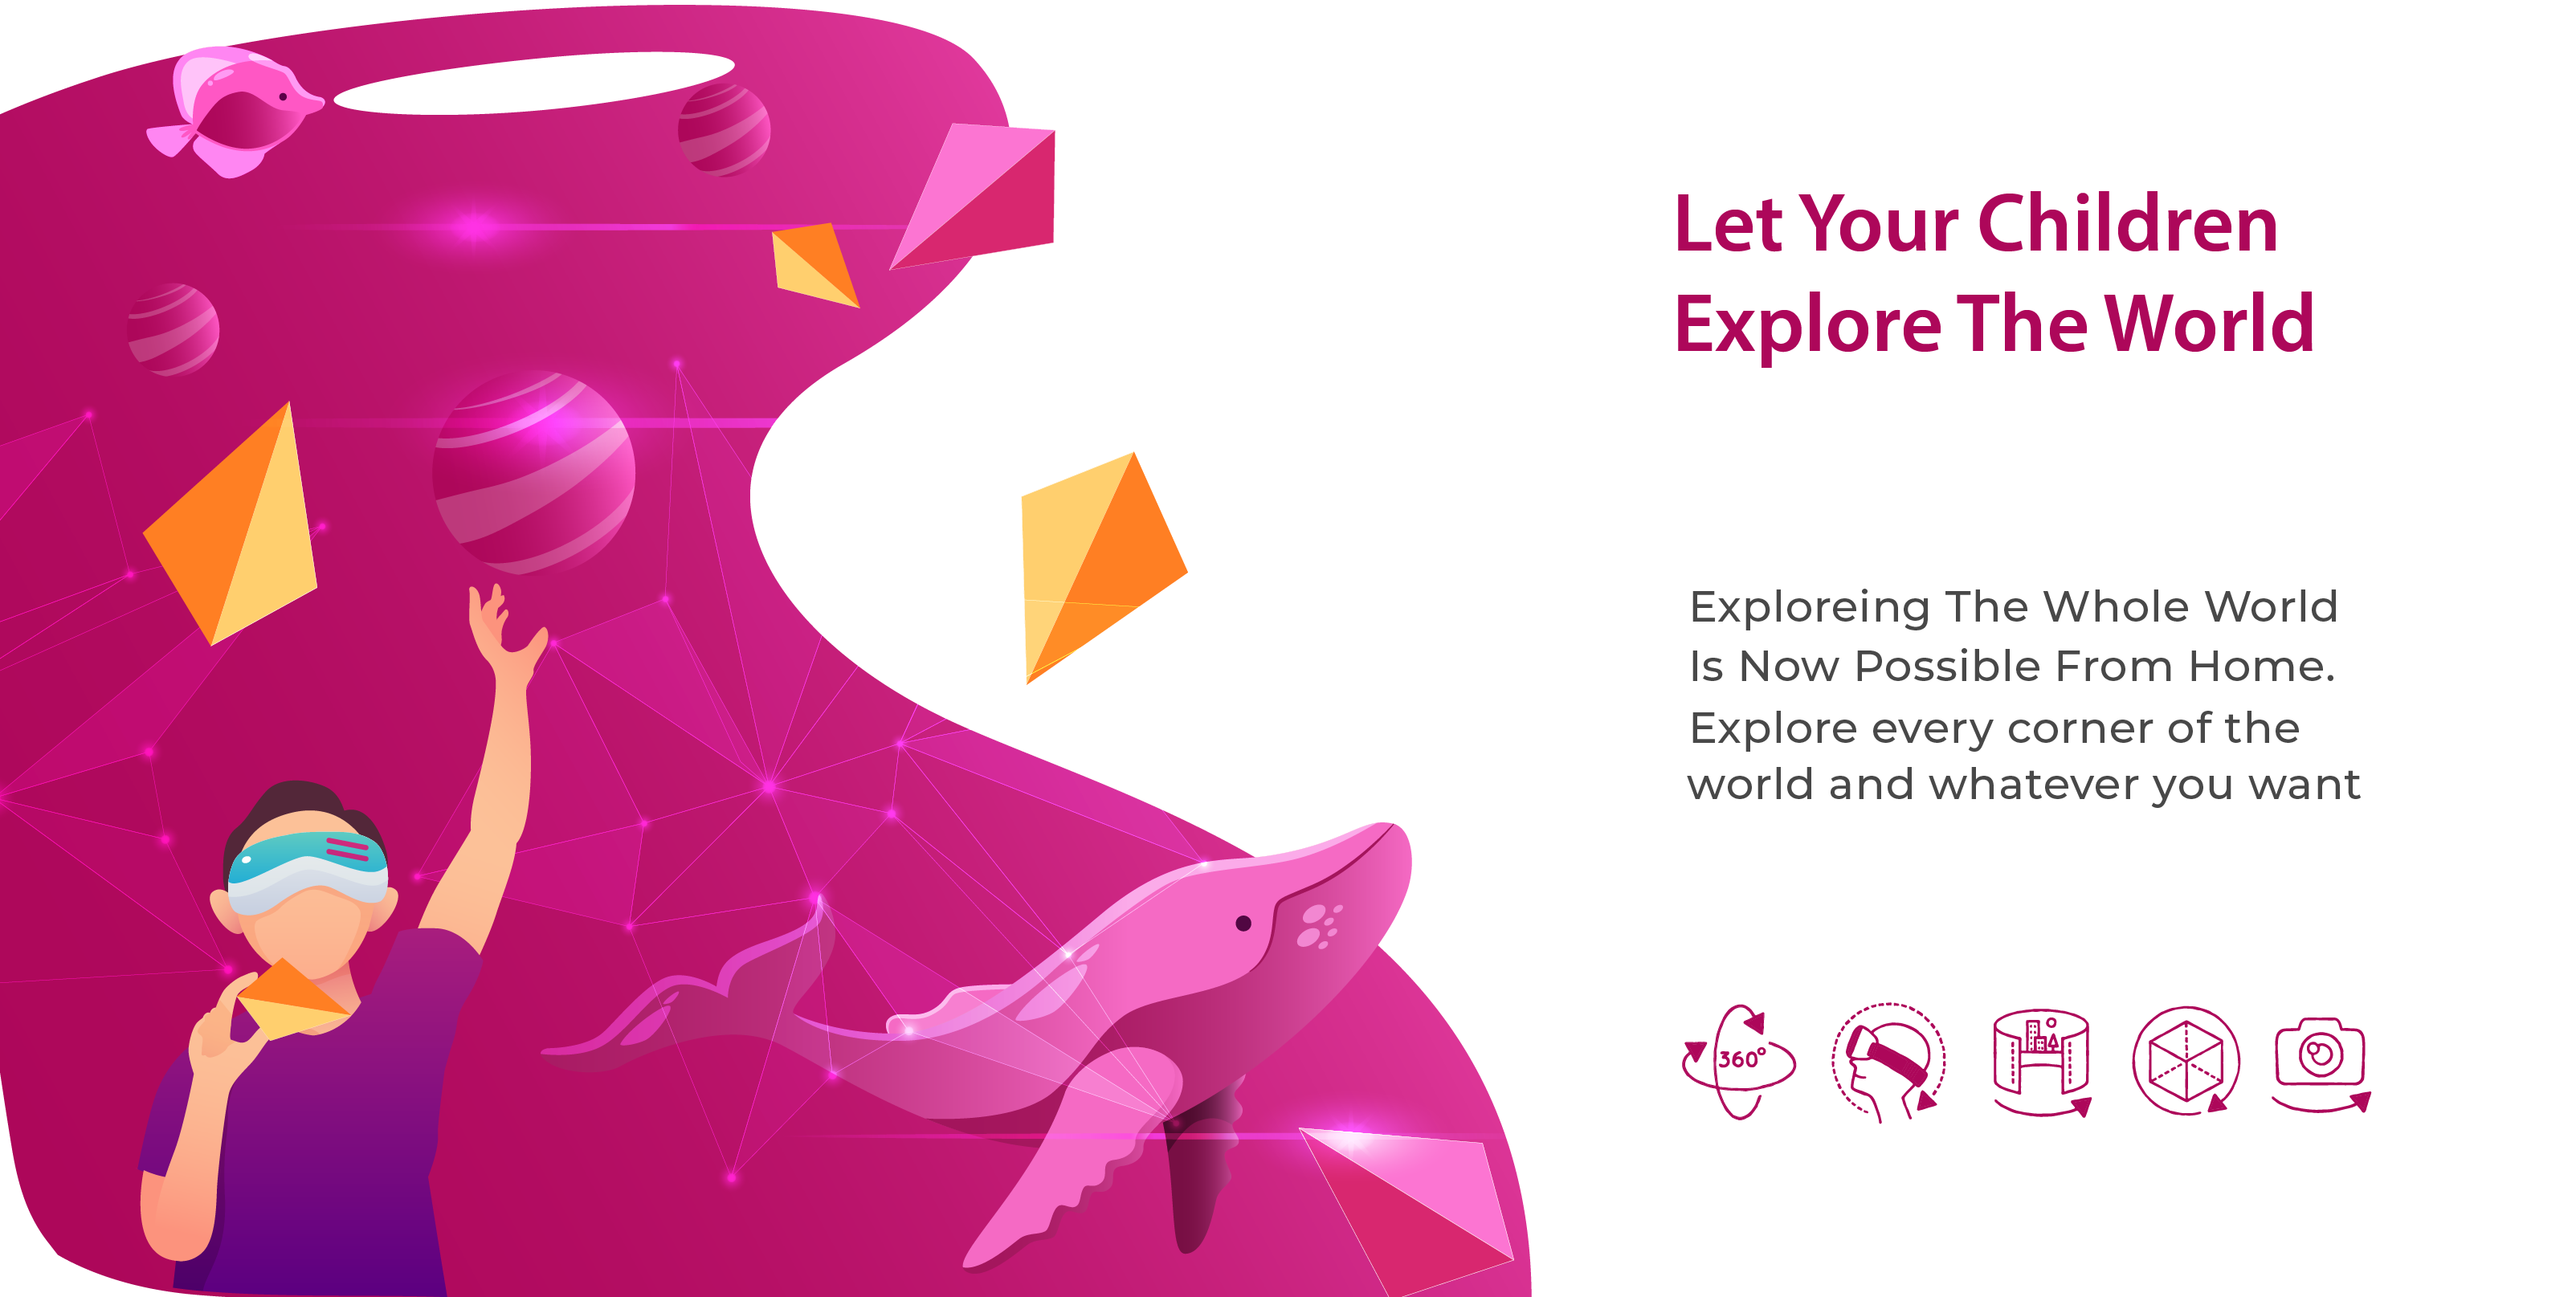 Let Your Children
Explore The World
Exploreing The Whole World
Is Now Possible From Home.
Explore every corner of the
world and whatever you want
360°